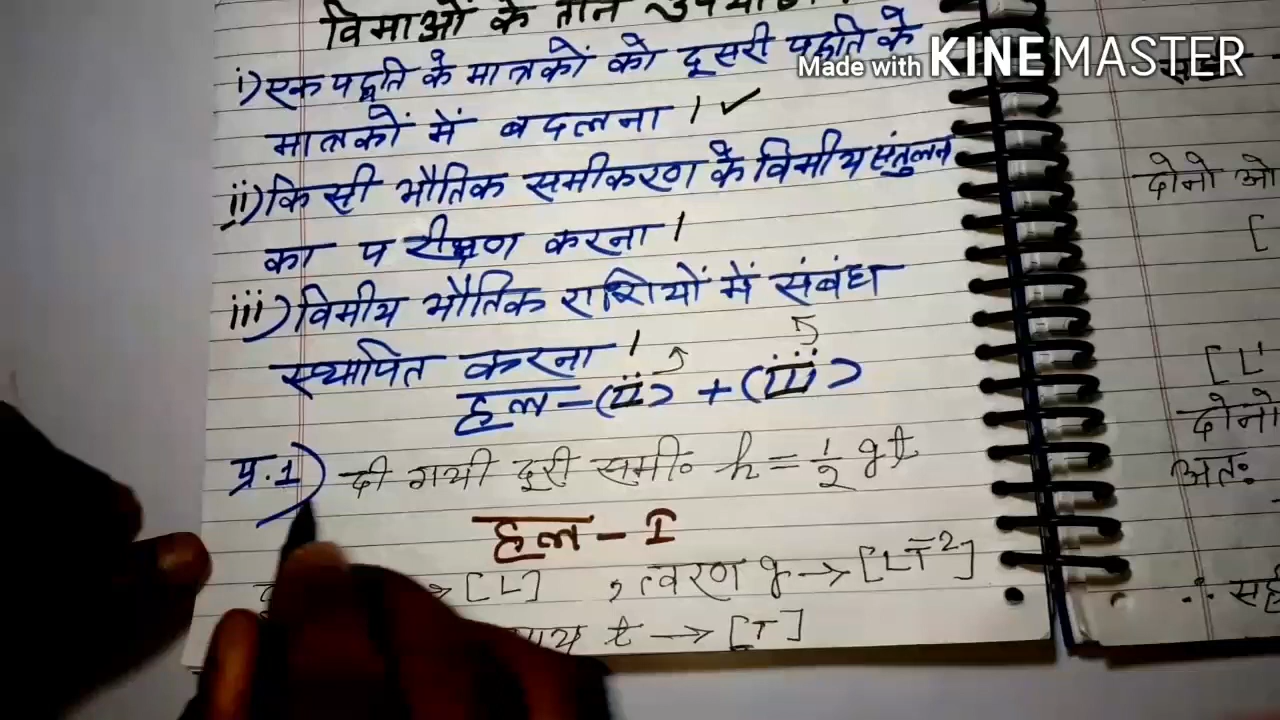 विमाओं के तीन उपयोग
i) एक पद्धति के मात्रकों को दूसरी पद्धति के
मात्रकों में बदलना । ✓
ii) किसी भौतिक समीकरण के विमीय संतुलन
का परीक्षण करना ।
iii) विमीय भौतिक राशियों में संबंध
स्थापित करना !
हल - (ii) + (iii)
प्र.1) दी गयी दूरी समी० h = 1/2 gt
हल - I
→ [L] , त्वरण g → [LT⁻²]
t → [T]
Made with KINEMASTER
दोनो ओ
[
[L'
दोनो
अतः
∴ सह